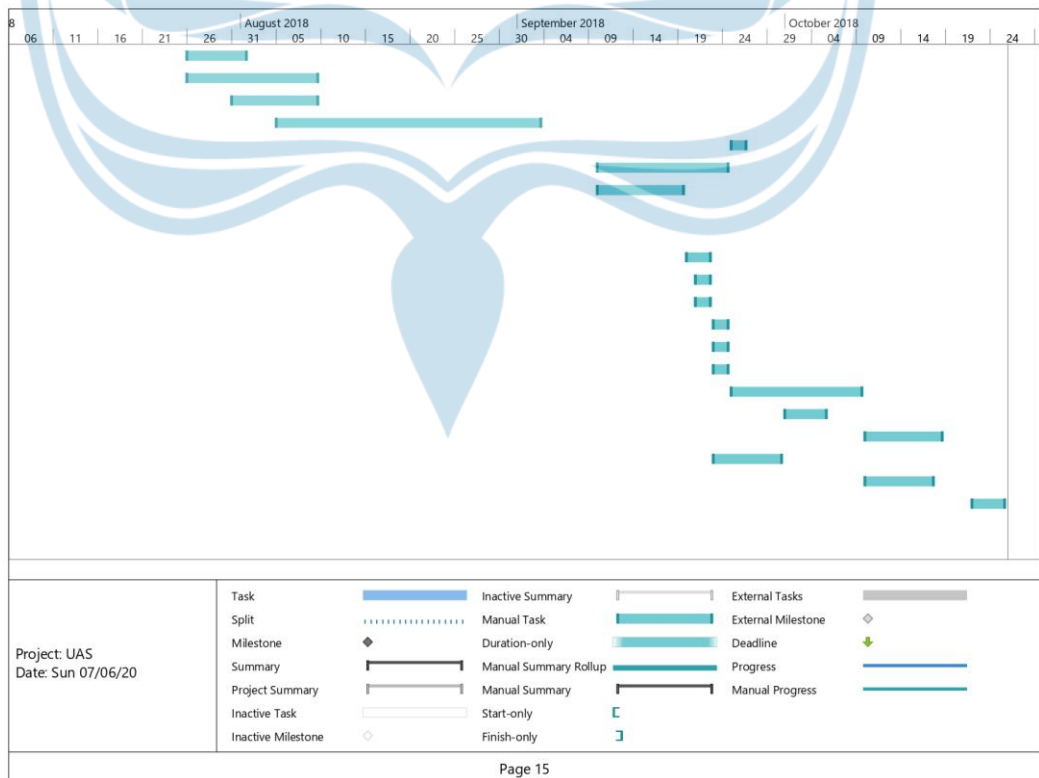 8 August 2018 September 2018 October 2018
06 11 16 21 26 31 05 10 15 20 25 30 04 09 14 19 24 29 04 09 14 19 24
Project: UAS
Date: Sun 07/06/20
Task
Split
Milestone
Summary
Project Summary
Inactive Task
Inactive Milestone
Inactive Summary
Manual Task
Duration-only
Manual Summary Rollup
Manual Summary
Start-only
Finish-only
External Tasks
External Milestone
Deadline
Progress
Manual Progress
Page 15